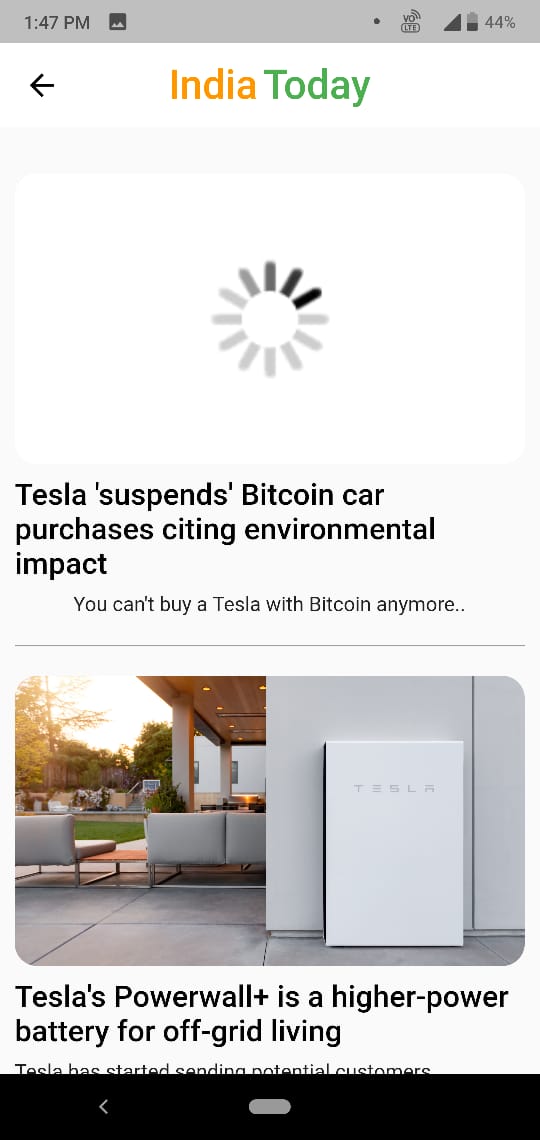 1:47 PM VO LTE 44%
India Today
Tesla 'suspends' Bitcoin car
purchases citing environmental
impact
You can't buy a Tesla with Bitcoin anymore..
TESLA
Tesla's Powerwall+ is a higher-power
battery for off-grid living
Tesla has started sending potential customers